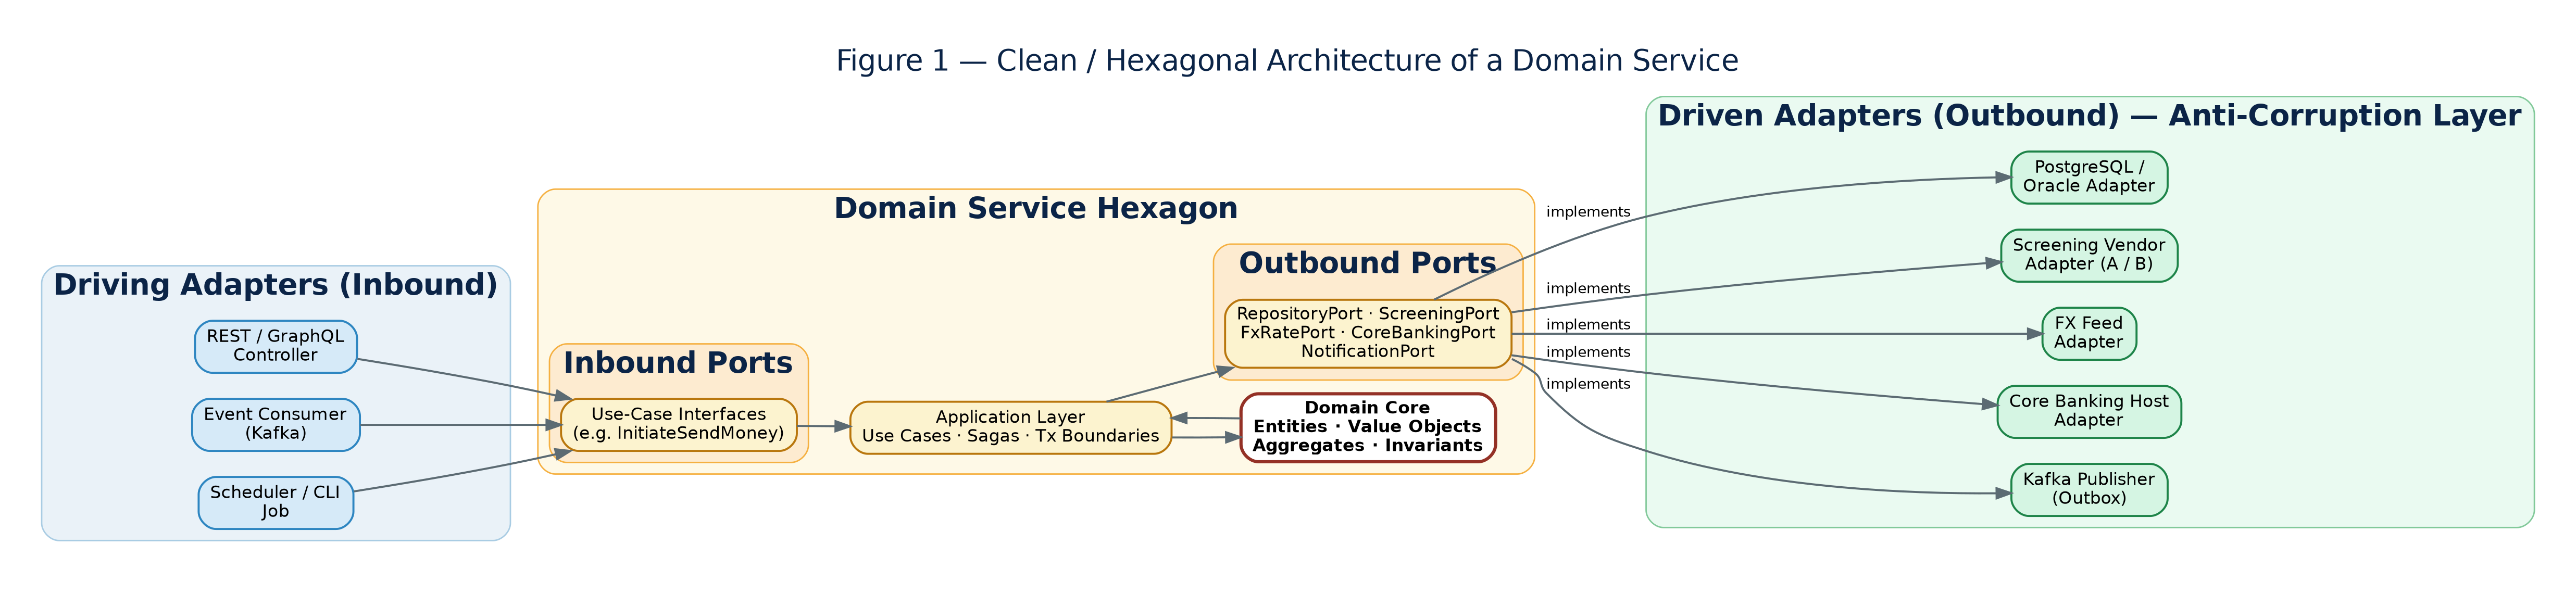 Figure 1 — Clean / Hexagonal Architecture of a Domain Service
Driving Adapters (Inbound)
REST / GraphQL
Controller
Event Consumer
(Kafka)
Scheduler / CLI
Job
Domain Service Hexagon
Inbound Ports
Use-Case Interfaces
(e.g. InitiateSendMoney)
Application Layer
Use Cases · Sagas · Tx Boundaries
Outbound Ports
RepositoryPort · ScreeningPort
FxRatePort · CoreBankingPort
NotificationPort
Domain Core
Entities · Value Objects
Aggregates · Invariants
implements
implements
implements
implements
implements
Driven Adapters (Outbound) — Anti-Corruption Layer
PostgreSQL /
Oracle Adapter
Screening Vendor
Adapter (A / B)
FX Feed
Adapter
Core Banking Host
Adapter
Kafka Publisher
(Outbox)